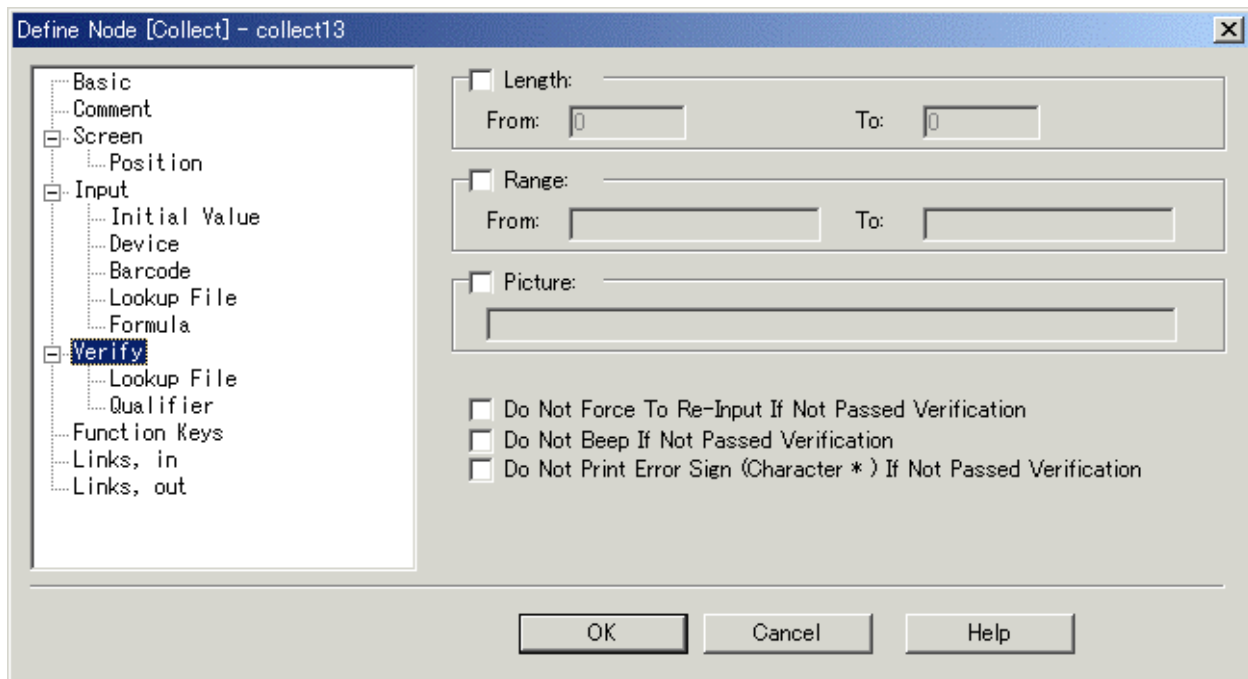 Define Node [Collect] - collect13
Basic
Comment
Screen
Position
Input
Initial Value
Device
Barcode
Lookup File
Formula
Verify
Lookup File
Qualifier
Function Keys
Links, in
Links, out
Length:
From: 0 To: 0
Range:
From: To:
Picture:
Do Not Force To Re-Input If Not Passed Verification
Do Not Beep If Not Passed Verification
Do Not Print Error Sign (Character * ) If Not Passed Verification
OK Cancel Help